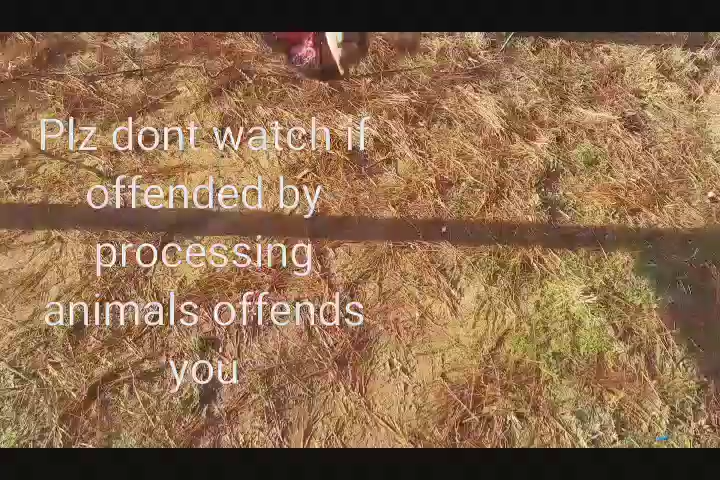 Plz dont watch if
offended by
processing
animals offends
you